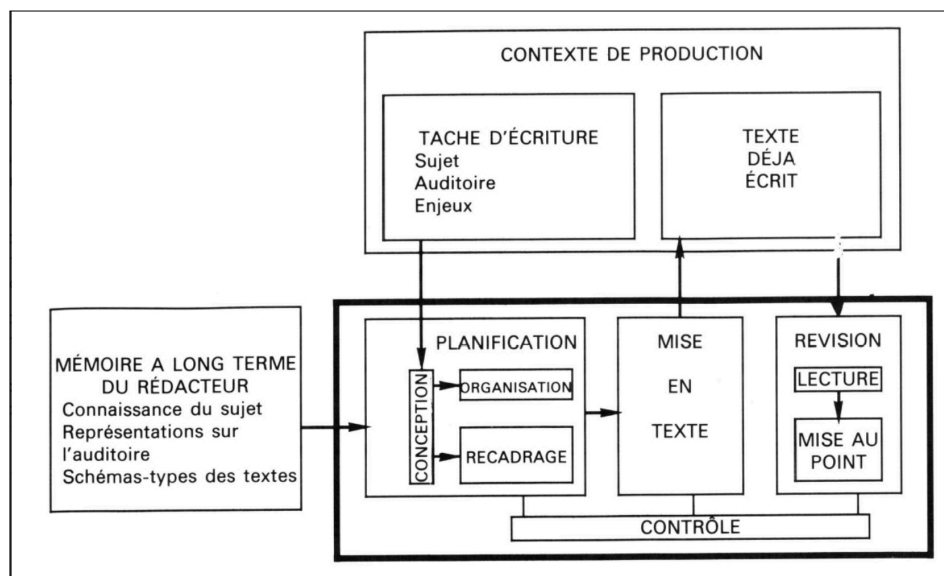 CONTEXTE DE PRODUCTION
TACHE D'ÉCRITURE
Sujet
Auditoire
Enjeux
TEXTE
DÉJA
ÉCRIT
MÉMOIRE A LONG TERME
DU RÉDACTEUR
Connaissance du sujet
Représentations sur
l'auditoire
Schémas-types des textes
PLANIFICATION
CONCEPTION
ORGANISATION
RECADRAGE
MISE
EN
TEXTE
REVISION
LECTURE
MISE AU
POINT
CONTRÔLE